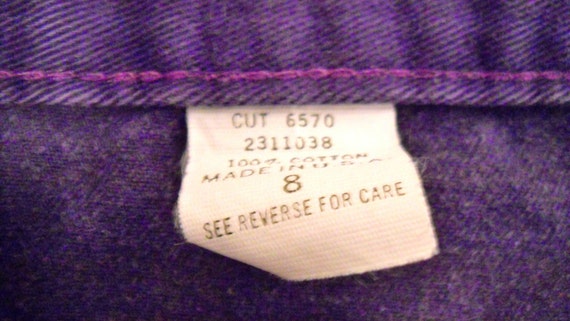 CUT 6570
2311038
100% COTTON
MADE IN U.S.A.
8
SEE REVERSE FOR CARE